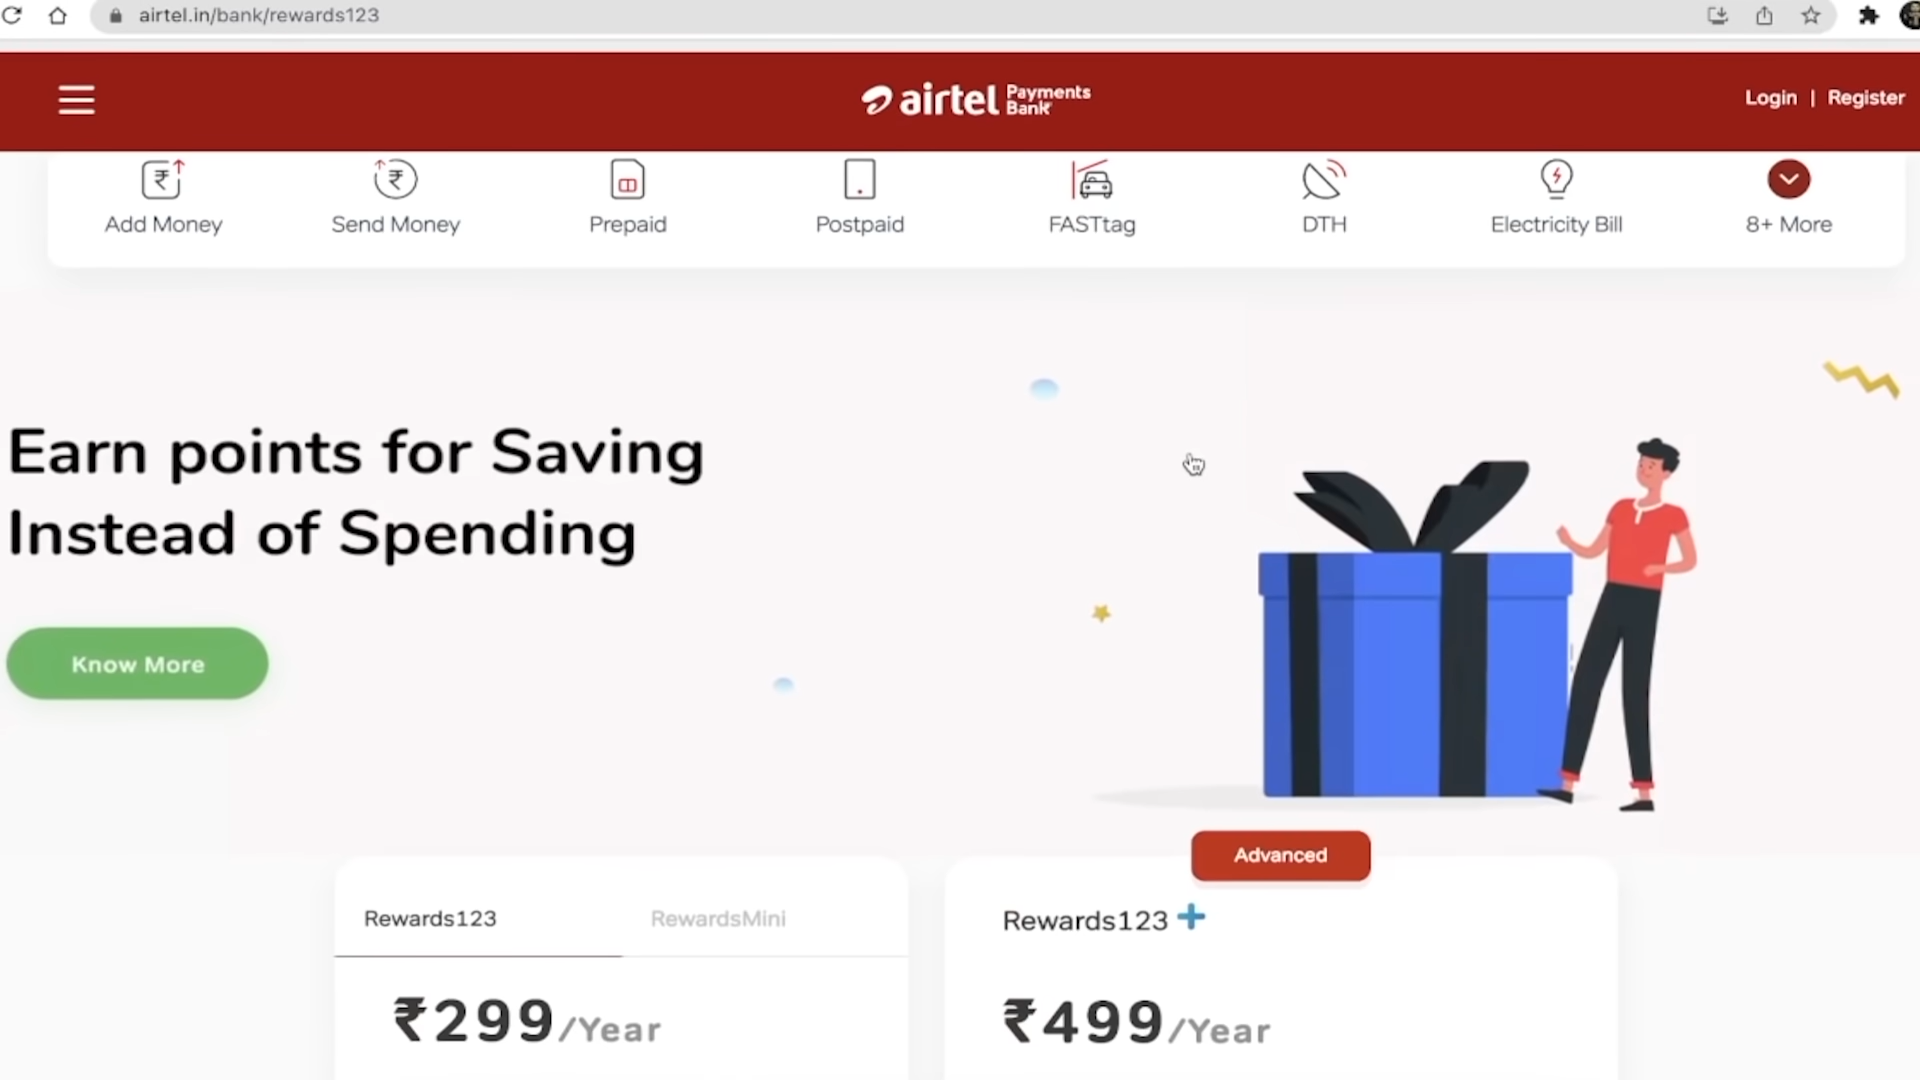 airtel.in/bank/rewards123
airtel Payments Bank
Login | Register
Add Money
Send Money
Prepaid
Postpaid
FASTtag
DTH
Electricity Bill
8+ More
Earn points for Saving
Instead of Spending
Know More
Advanced
Rewards123
RewardsMini
Rewards123 +
₹299/Year
₹499/Year